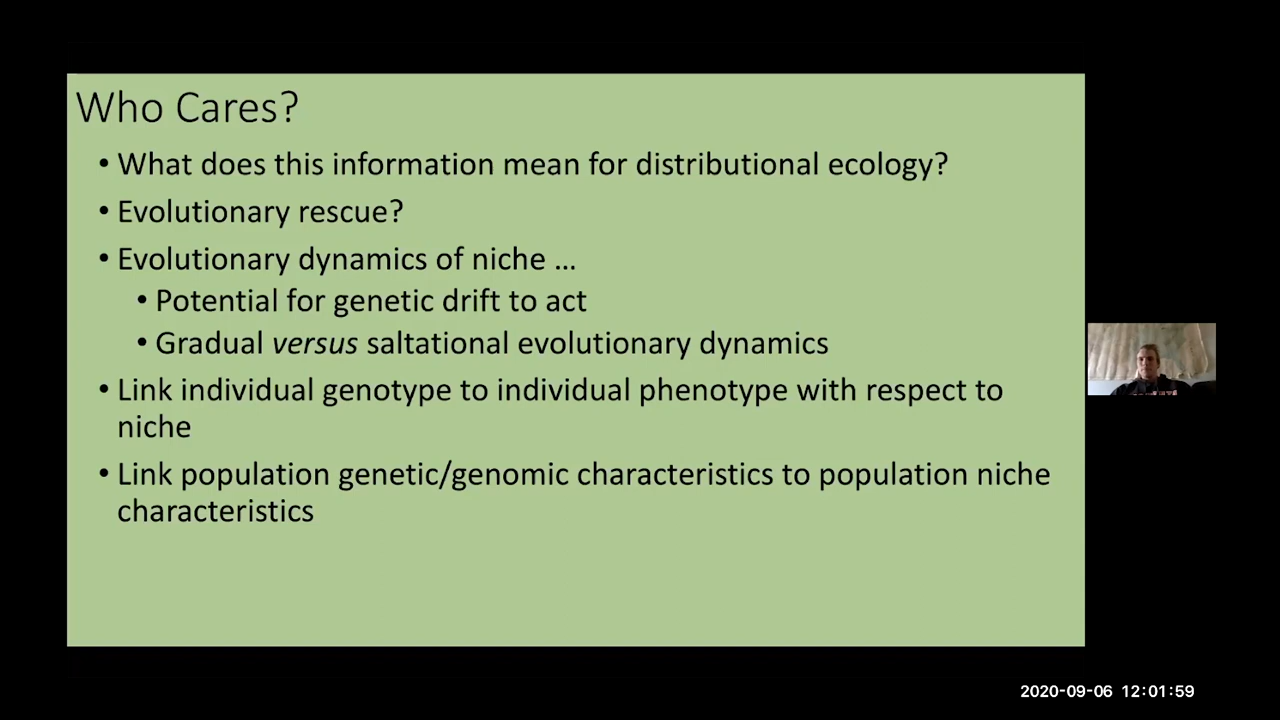 Who Cares?
• What does this information mean for distributional ecology?
• Evolutionary rescue?
• Evolutionary dynamics of niche ...
• Potential for genetic drift to act
• Gradual versus saltational evolutionary dynamics
• Link individual genotype to individual phenotype with respect to
niche
• Link population genetic/genomic characteristics to population niche
characteristics
2020-09-06 12:01:59